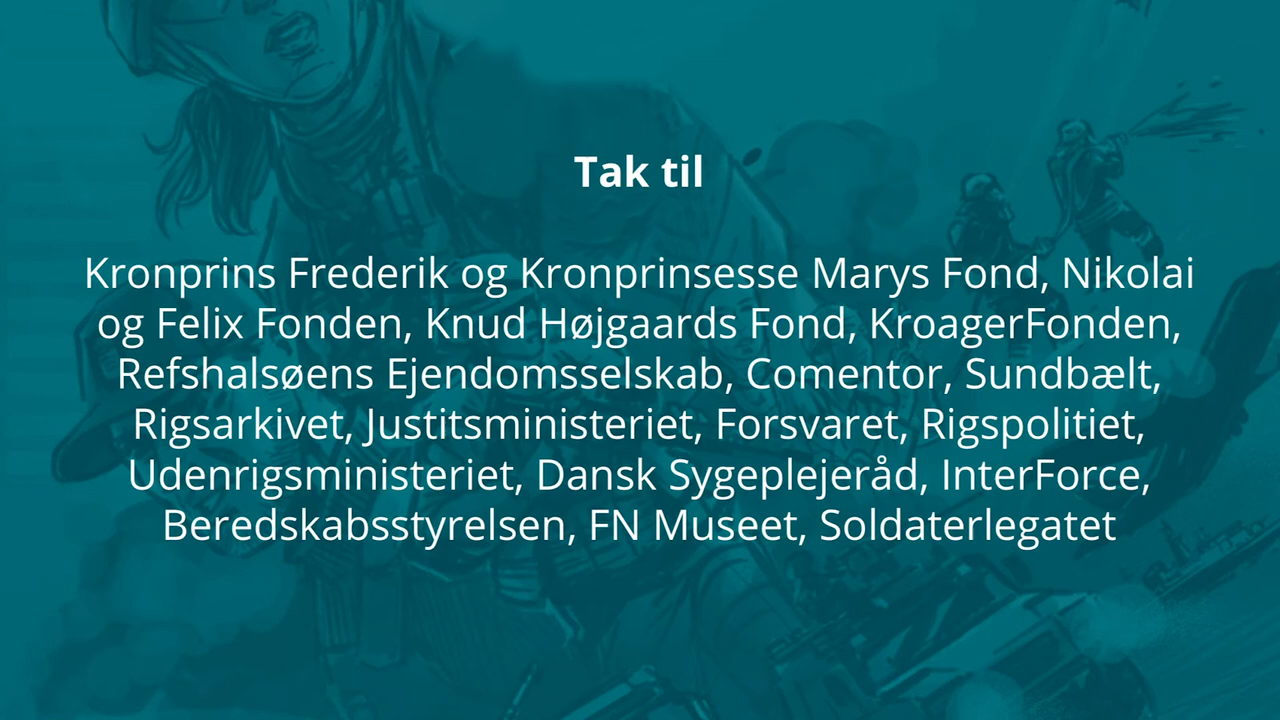 Tak til
Kronprins Frederik og Kronprinsesse Marys Fond, Nikolai
og Felix Fonden, Knud Højgaards Fond, KroagerFonden,
Refshalsøens Ejendomsselskab, Comentor, Sundbælt,
Rigsarkivet, Justitsministeriet, Forsvaret, Rigspolitiet,
Udenrigsministeriet, Dansk Sygeplejeråd, InterForce,
Beredskabsstyrelsen, FN Museet, Soldaterlegatet